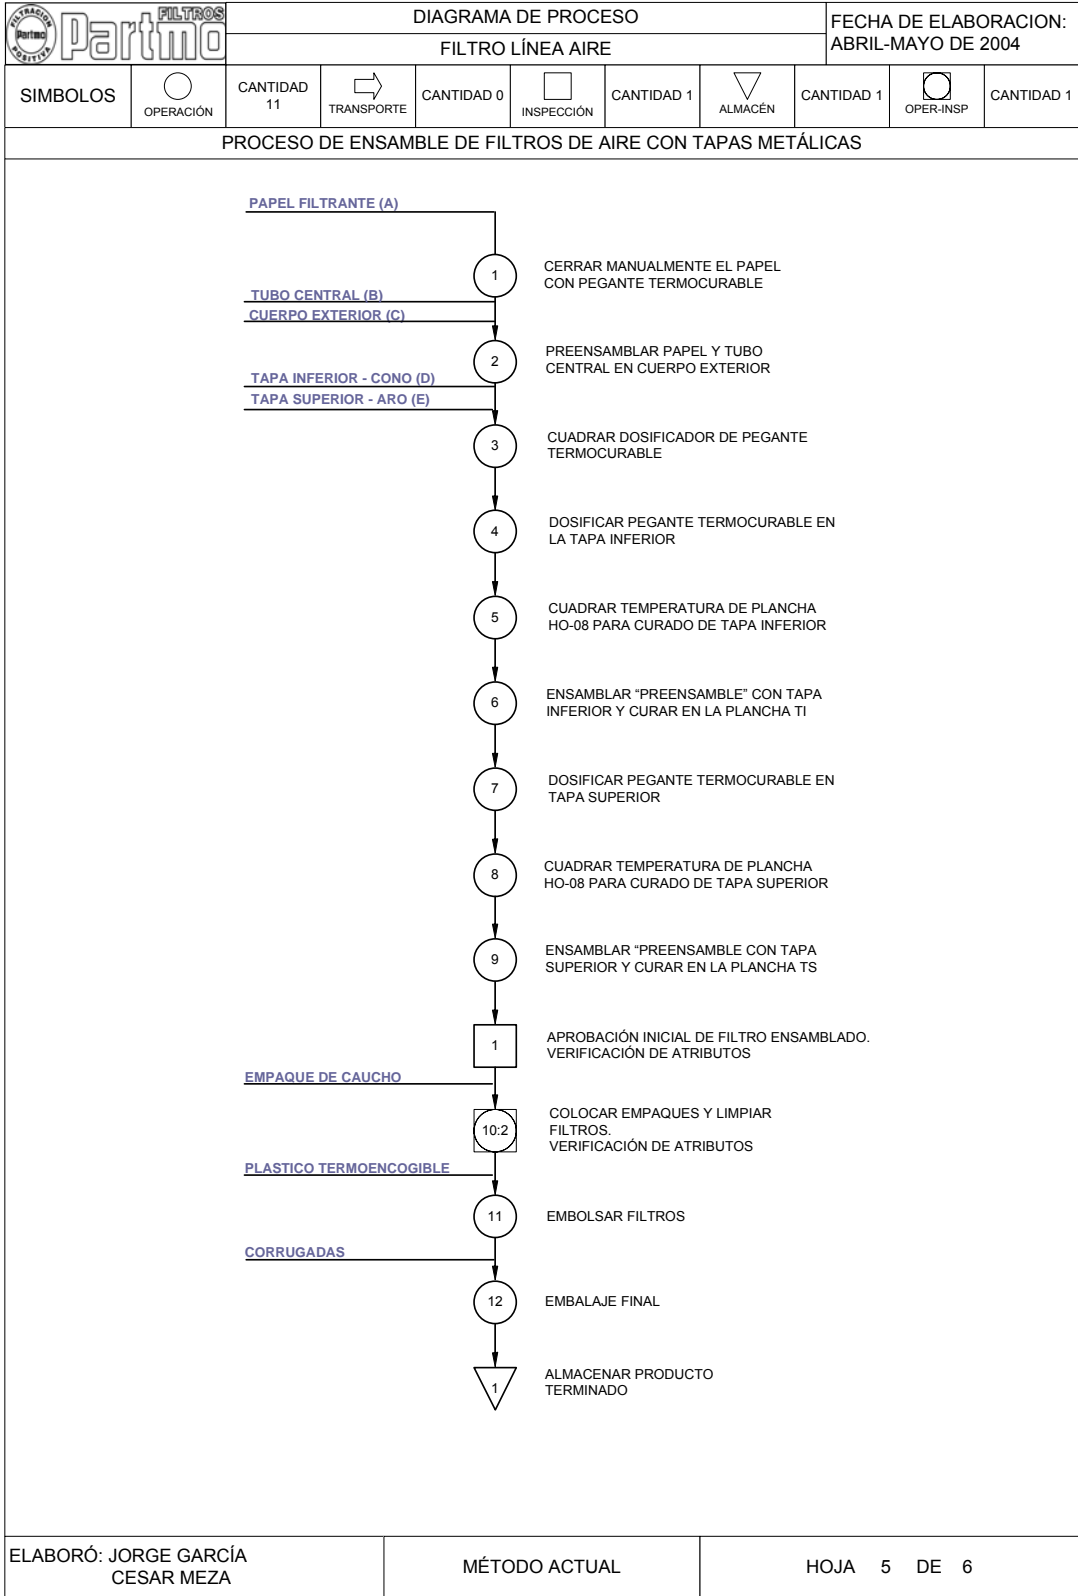 FILTRACION
Partmo
POSITIVA
FILTROS
Partmo
DIAGRAMA DE PROCESO
FILTRO LÍNEA AIRE
FECHA DE ELABORACION:
ABRIL-MAYO DE 2004
SIMBOLOS
OPERACIÓN
CANTIDAD
11
TRANSPORTE
CANTIDAD 0
INSPECCIÓN
CANTIDAD 1
ALMACÉN
CANTIDAD 1
OPER-INSP
CANTIDAD 1
PROCESO DE ENSAMBLE DE FILTROS DE AIRE CON TAPAS METÁLICAS
PAPEL FILTRANTE (A)
1
CERRAR MANUALMENTE EL PAPEL
CON PEGANTE TERMOCURABLE
TUBO CENTRAL (B)
CUERPO EXTERIOR (C)
2
PREENSAMBLAR PAPEL Y TUBO
CENTRAL EN CUERPO EXTERIOR
TAPA INFERIOR - CONO (D)
TAPA SUPERIOR - ARO (E)
3
CUADRAR DOSIFICADOR DE PEGANTE
TERMOCURABLE
4
DOSIFICAR PEGANTE TERMOCURABLE EN
LA TAPA INFERIOR
5
CUADRAR TEMPERATURA DE PLANCHA
HO-08 PARA CURADO DE TAPA INFERIOR
6
ENSAMBLAR “PREENSAMBLE” CON TAPA
INFERIOR Y CURAR EN LA PLANCHA TI
7
DOSIFICAR PEGANTE TERMOCURABLE EN
TAPA SUPERIOR
8
CUADRAR TEMPERATURA DE PLANCHA
HO-08 PARA CURADO DE TAPA SUPERIOR
9
ENSAMBLAR “PREENSAMBLE CON TAPA
SUPERIOR Y CURAR EN LA PLANCHA TS
1
APROBACIÓN INICIAL DE FILTRO ENSAMBLADO.
VERIFICACIÓN DE ATRIBUTOS
EMPAQUE DE CAUCHO
10:2
COLOCAR EMPAQUES Y LIMPIAR
FILTROS.
VERIFICACIÓN DE ATRIBUTOS
PLASTICO TERMOENCOGIBLE
11
EMBOLSAR FILTROS
CORRUGADAS
12
EMBALAJE FINAL
1
ALMACENAR PRODUCTO
TERMINADO
ELABORÓ: JORGE GARCÍA
CESAR MEZA
MÉTODO ACTUAL
HOJA 5 DE 6